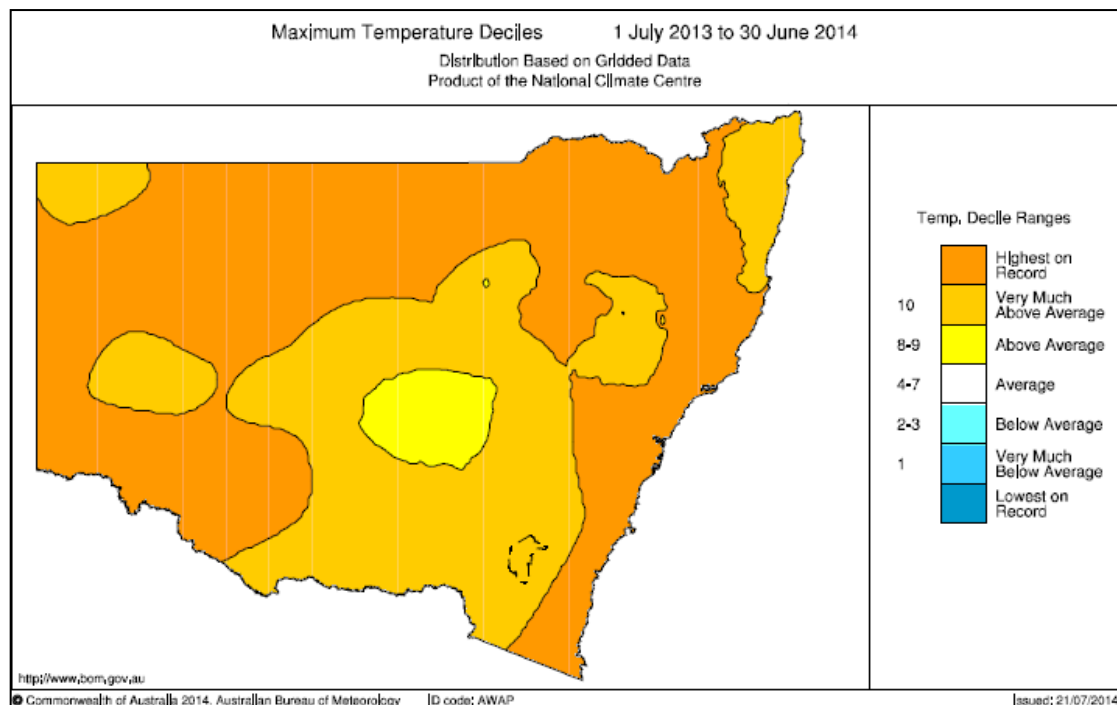 Maximum Temperature Deciles 1 July 2013 to 30 June 2014
Distribution Based on Gridded Data
Product of the National Climate Centre
Temp. Decile Ranges
Highest on
Record
10 Very Much
Above Average
8-9 Above Average
4-7 Average
2-3 Below Average
1 Very Much
Below Average
Lowest on
Record
http://www.bom.gov.au
© Commonwealth of Australia 2014, Australian Bureau of Meteorology ID code: AWAP Issued: 21/07/2014